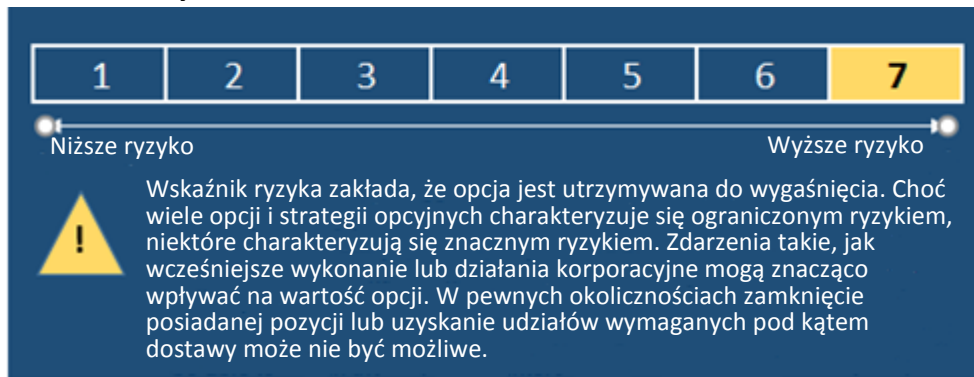 1 2 3 4 5 6 7
Niższe ryzyko Wyższe ryzyko
Wskaźnik ryzyka zakłada, że opcja jest utrzymywana do wygaśnięcia. Choć
wiele opcji i strategii opcyjnych charakteryzuje się ograniczonym ryzykiem,
niektóre charakteryzują się znacznym ryzykiem. Zdarzenia takie, jak
wcześniejsze wykonanie lub działania korporacyjne mogą znacząco
wpływać na wartość opcji. W pewnych okolicznościach zamknięcie
posiadanej pozycji lub uzyskanie udziałów wymaganych pod kątem
dostawy może nie być możliwe.
!